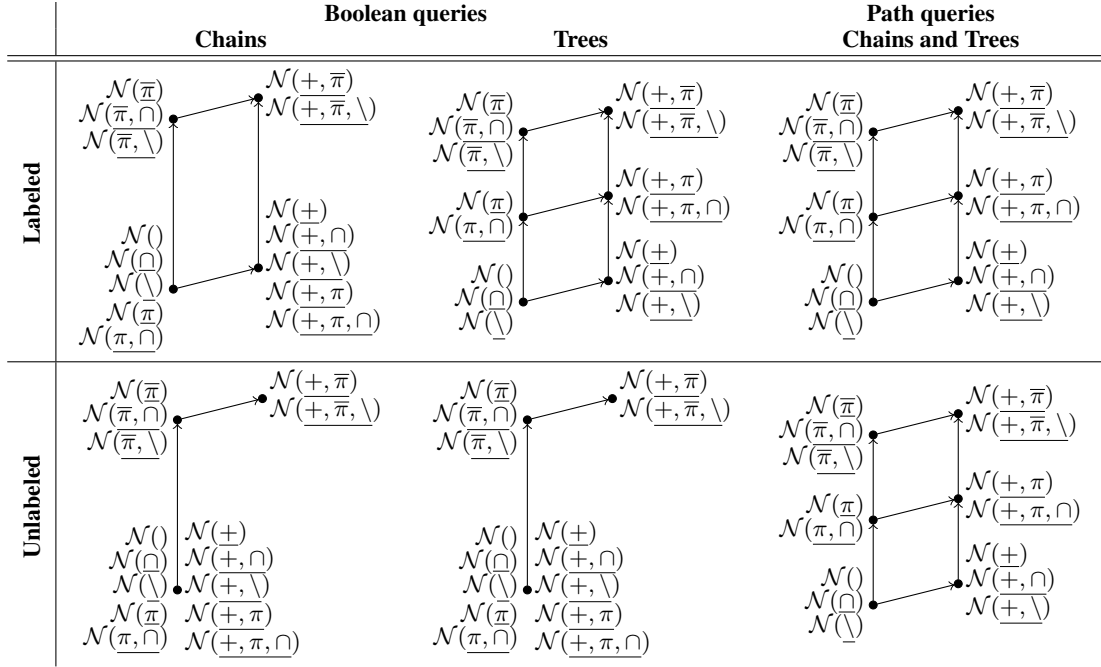 Boolean queries Path queries
Chains Trees Chains and Trees
Labeled
𝒩(π̅)
𝒩(π̅, ∩)
𝒩(π̅, \)
𝒩(+, π̅)
𝒩(+, π̅, \)
𝒩()
𝒩(∩)
𝒩(\)
𝒩(π)
𝒩(π, ∩)
𝒩(+)
𝒩(+, ∩)
𝒩(+, \)
𝒩(+, π)
𝒩(+, π, ∩)
𝒩(π̅)
𝒩(π̅, ∩)
𝒩(π̅, \)
𝒩(+, π̅)
𝒩(+, π̅, \)
𝒩(π)
𝒩(π, ∩)
𝒩(+, π)
𝒩(+, π, ∩)
𝒩()
𝒩(∩)
𝒩(\)
𝒩(+)
𝒩(+, ∩)
𝒩(+, \)
𝒩(π̅)
𝒩(π̅, ∩)
𝒩(π̅, \)
𝒩(+, π̅)
𝒩(+, π̅, \)
𝒩(π)
𝒩(π, ∩)
𝒩(+, π)
𝒩(+, π, ∩)
𝒩()
𝒩(∩)
𝒩(\)
𝒩(+)
𝒩(+, ∩)
𝒩(+, \)
Unlabeled
𝒩(π̅)
𝒩(π̅, ∩)
𝒩(π̅, \)
𝒩(+, π̅)
𝒩(+, π̅, \)
𝒩()
𝒩(∩)
𝒩(\)
𝒩(π)
𝒩(π, ∩)
𝒩(+)
𝒩(+, ∩)
𝒩(+, \)
𝒩(+, π)
𝒩(+, π, ∩)
𝒩(π̅)
𝒩(π̅, ∩)
𝒩(π̅, \)
𝒩(+, π̅)
𝒩(+, π̅, \)
𝒩()
𝒩(∩)
𝒩(\)
𝒩(π)
𝒩(π, ∩)
𝒩(+)
𝒩(+, ∩)
𝒩(+, \)
𝒩(+, π)
𝒩(+, π, ∩)
𝒩(π̅)
𝒩(π̅, ∩)
𝒩(π̅, \)
𝒩(+, π̅)
𝒩(+, π̅, \)
𝒩(π)
𝒩(π, ∩)
𝒩(+, π)
𝒩(+, π, ∩)
𝒩()
𝒩(∩)
𝒩(\)
𝒩(+)
𝒩(+, ∩)
𝒩(+, \)